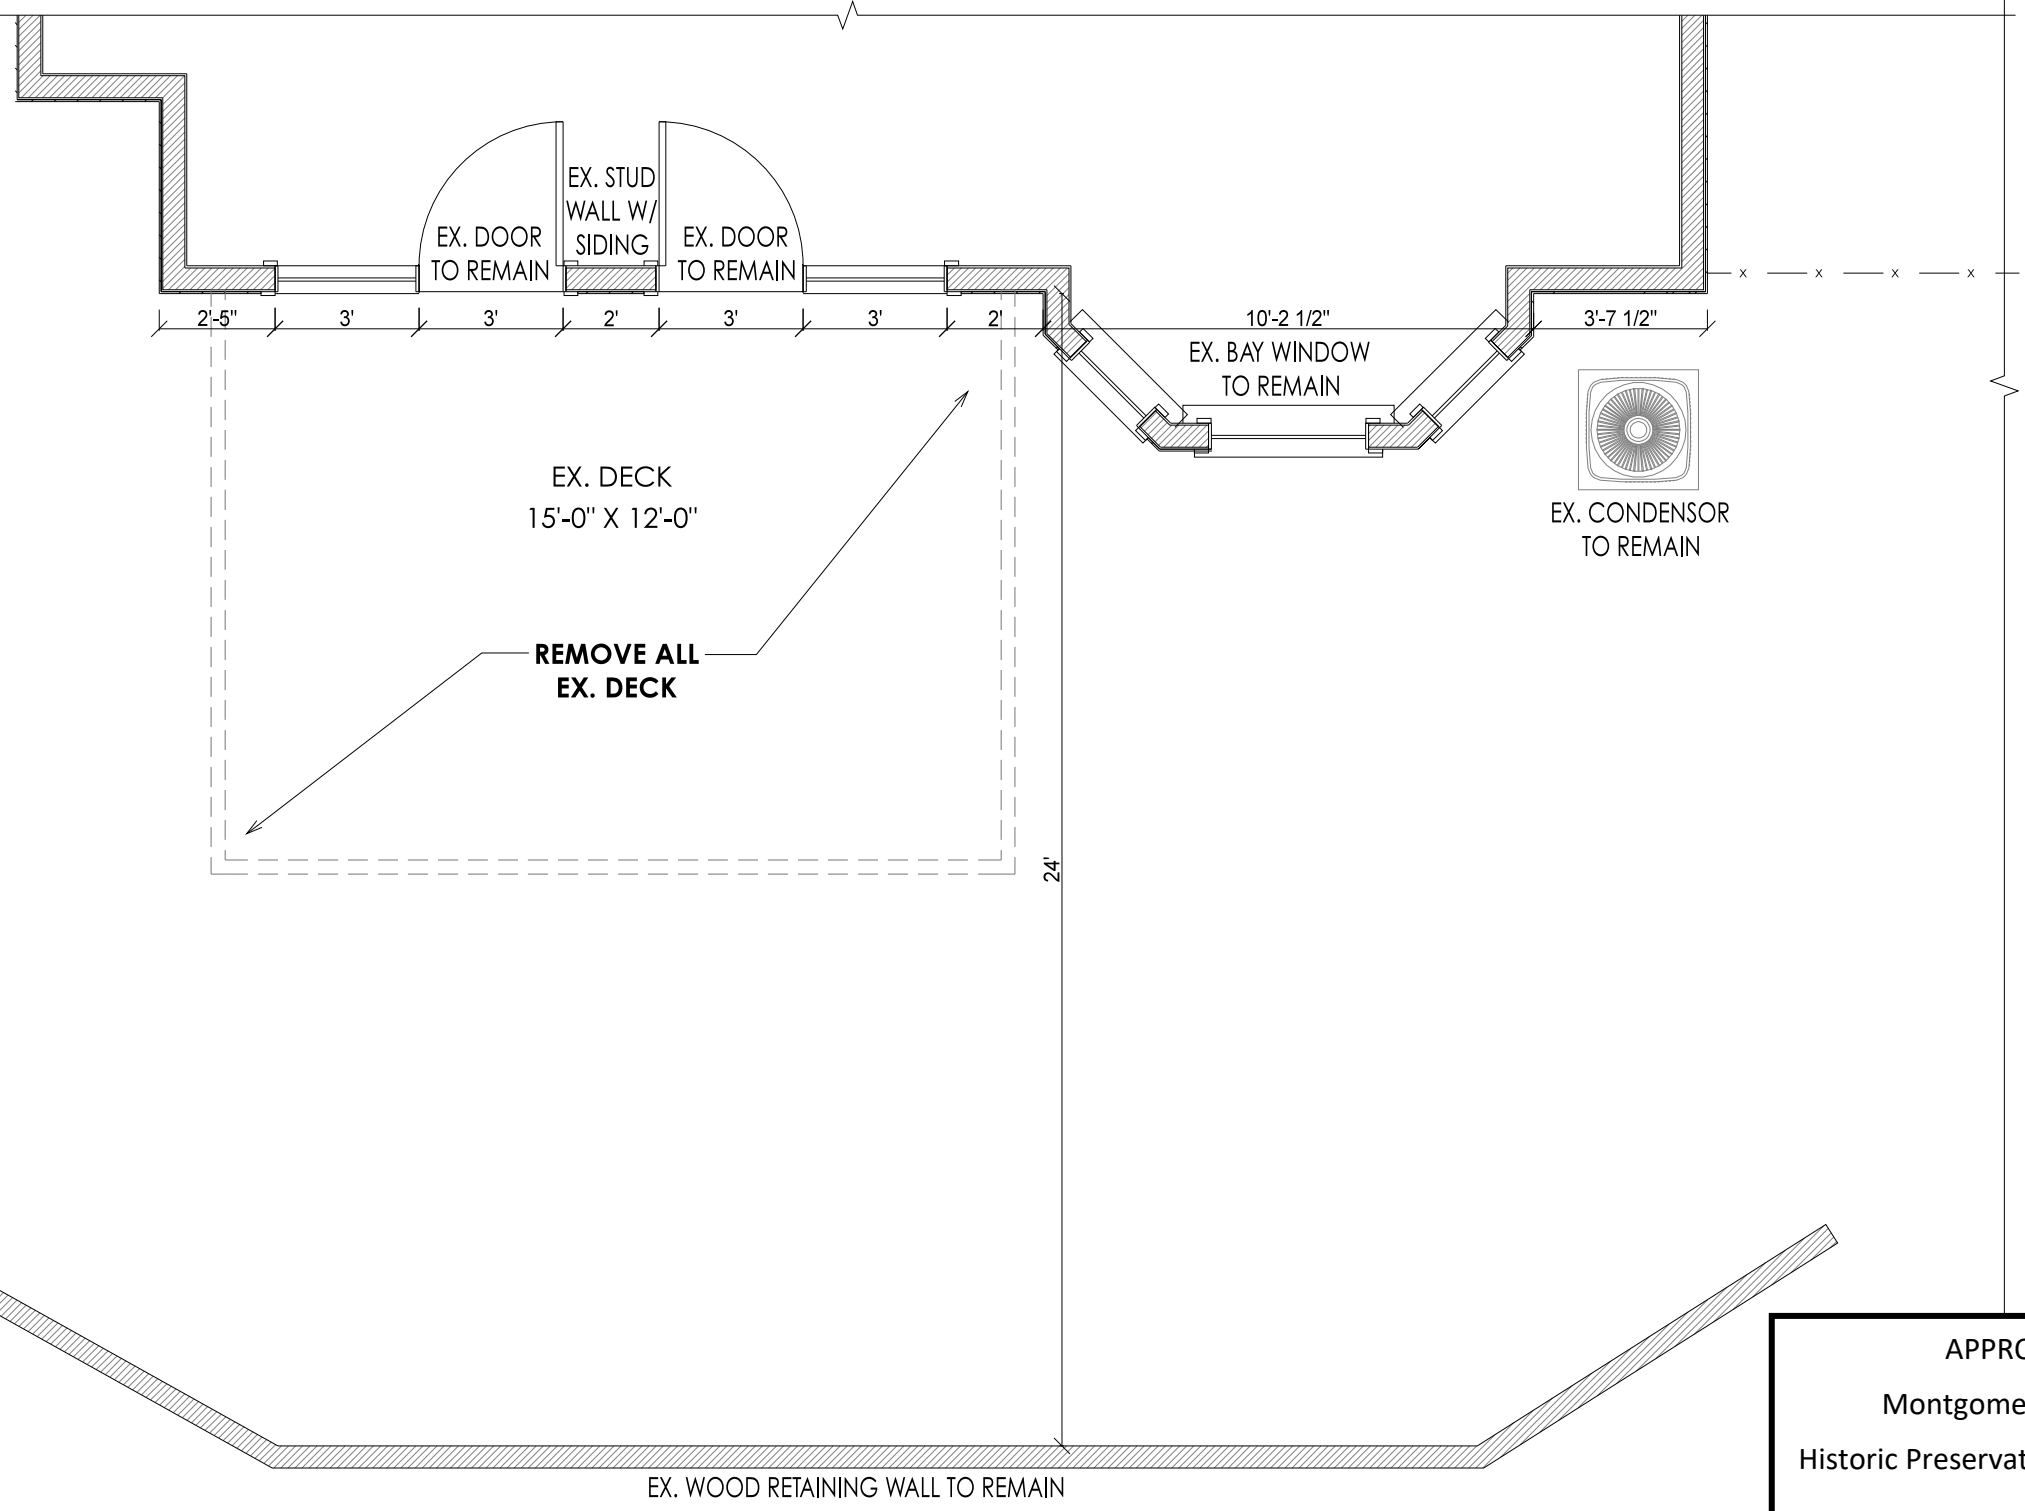 EX. STUD
WALL W/
SIDING
EX. DOOR
TO REMAIN
EX. DOOR
TO REMAIN
2'-5"
3'
3'
2'
3'
3'
2'
10'-2 1/2"
3'-7 1/2"
x
x
x
x
EX. BAY WINDOW
TO REMAIN
EX. DECK
15'-0" X 12'-0"
EX. CONDENSOR
TO REMAIN
REMOVE ALL
EX. DECK
24'
APPRO
Montgome
Historic Preservat
EX. WOOD RETAINING WALL TO REMAIN